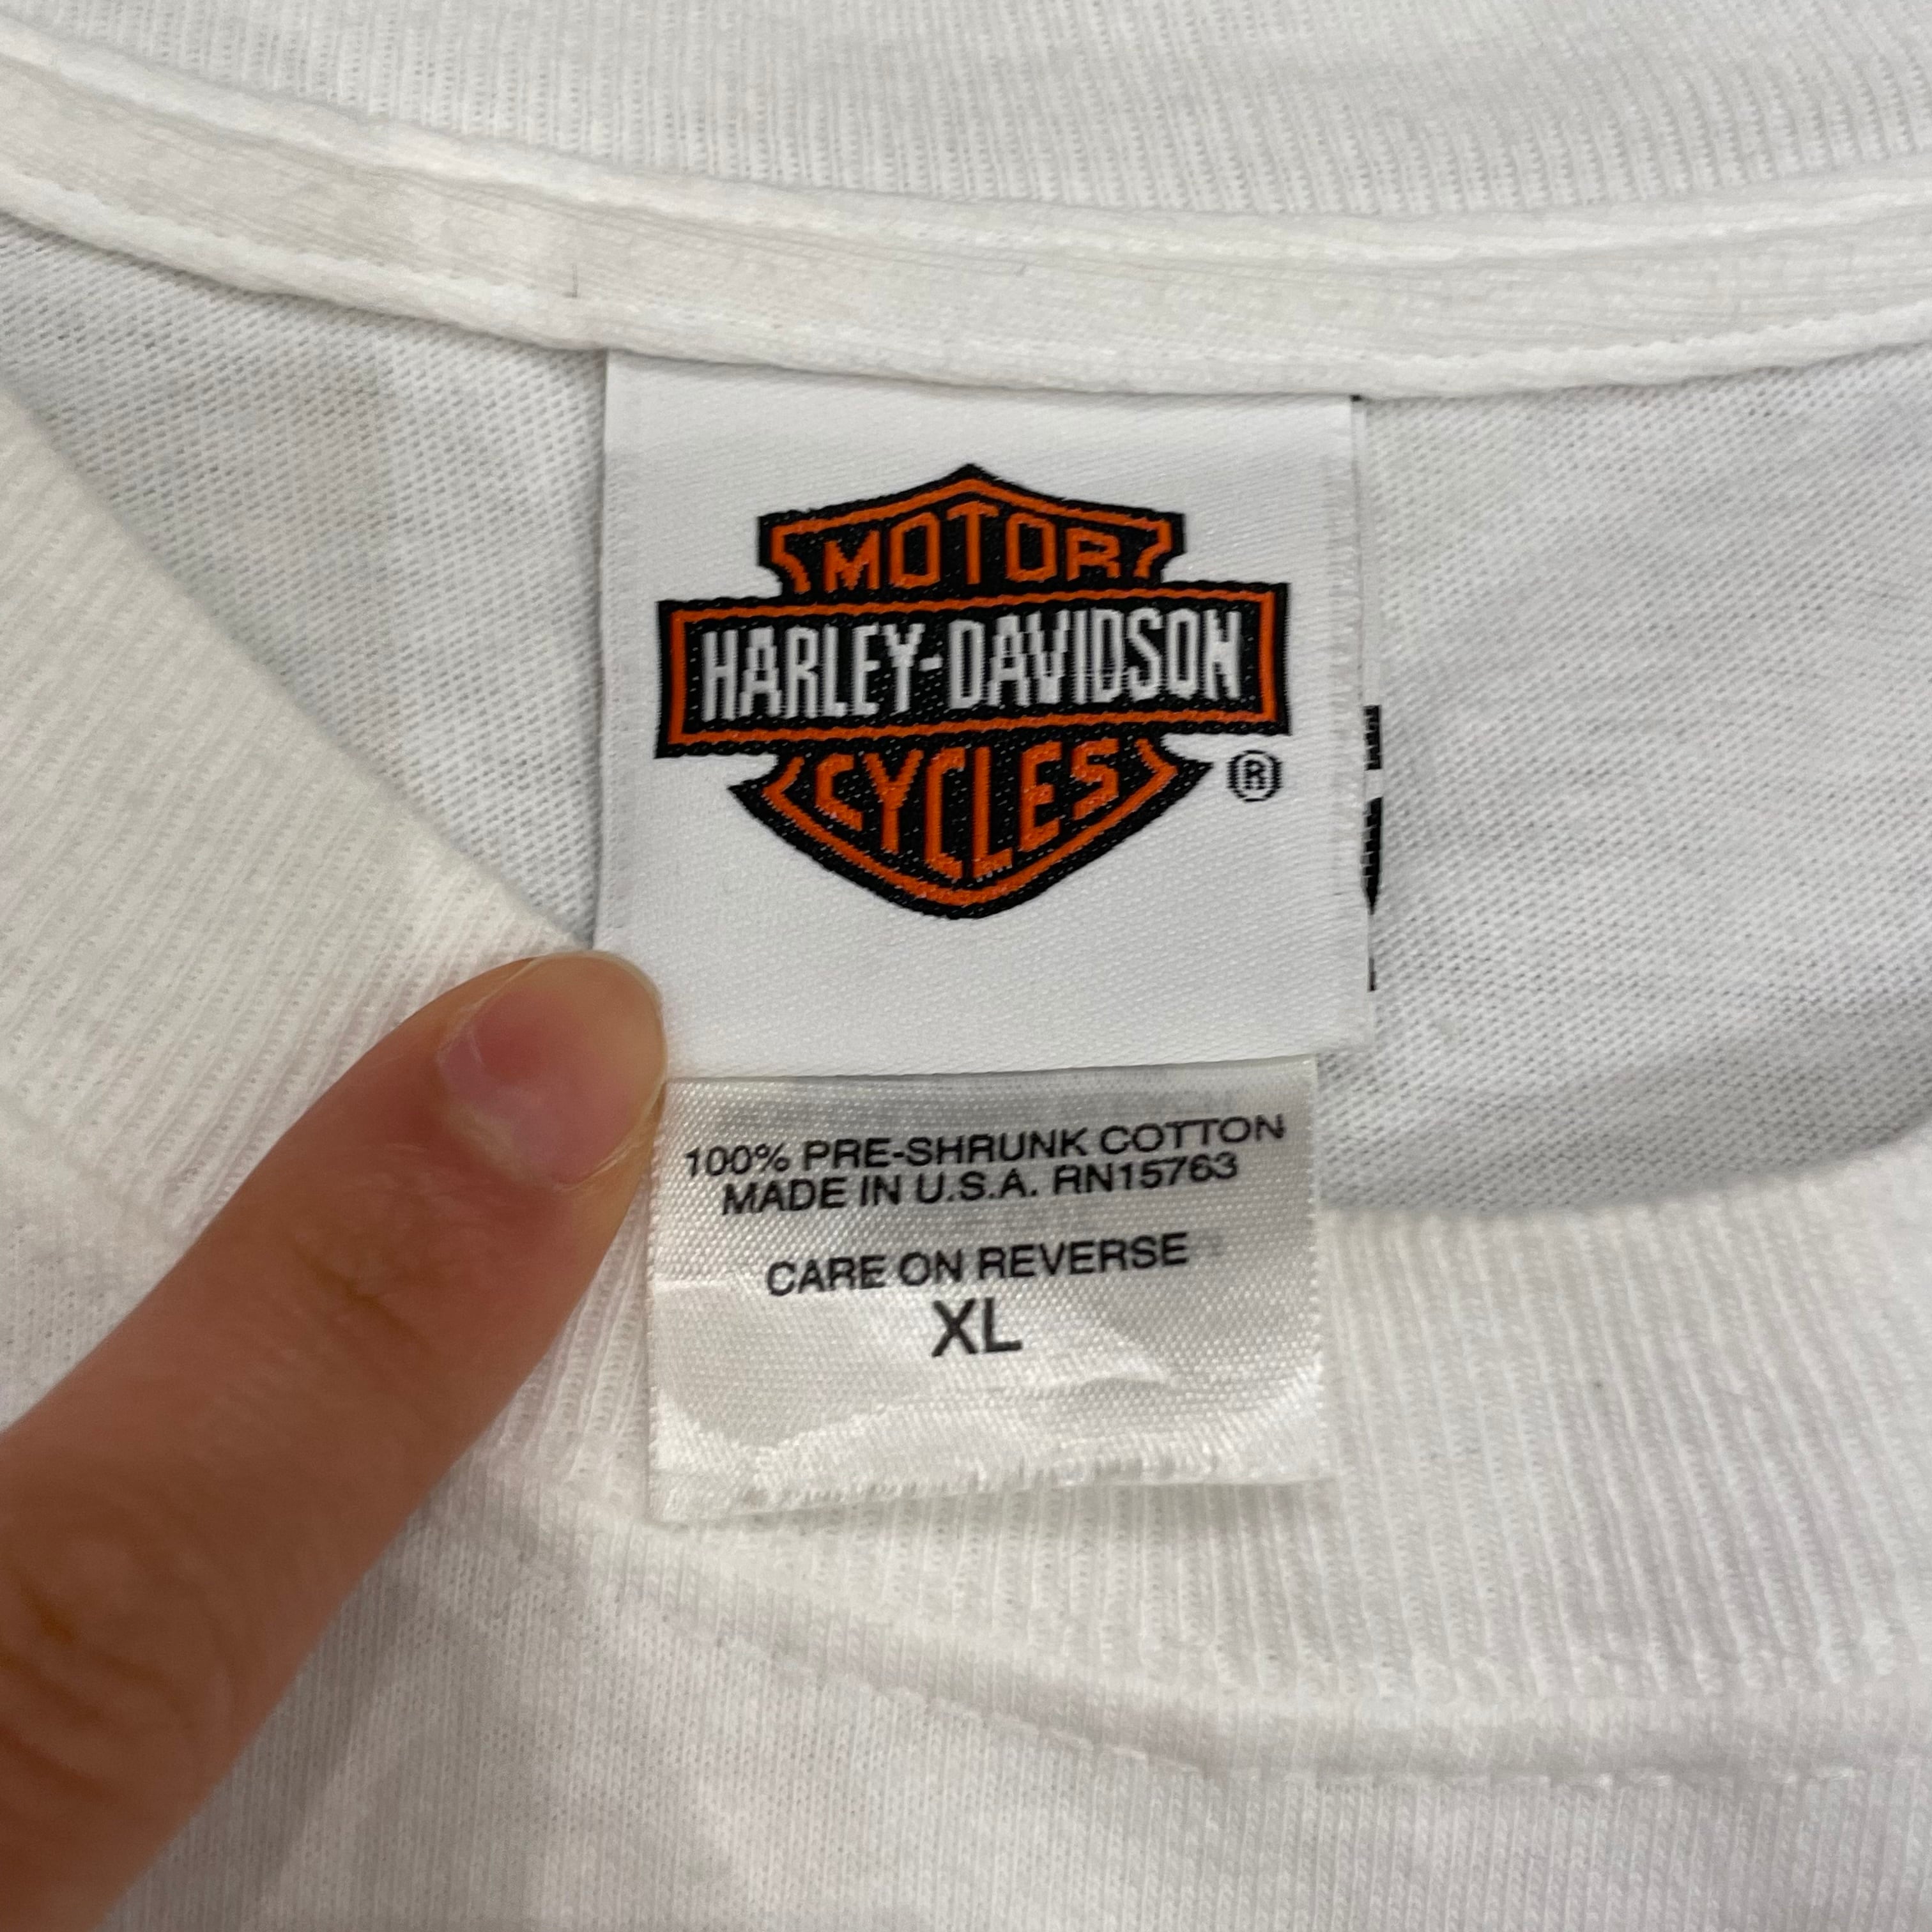 MOTOR
HARLEY-DAVIDSON
CYCLES
®
100% PRE-SHRUNK COTTON
MADE IN U.S.A. RN15763
CARE ON REVERSE
XL